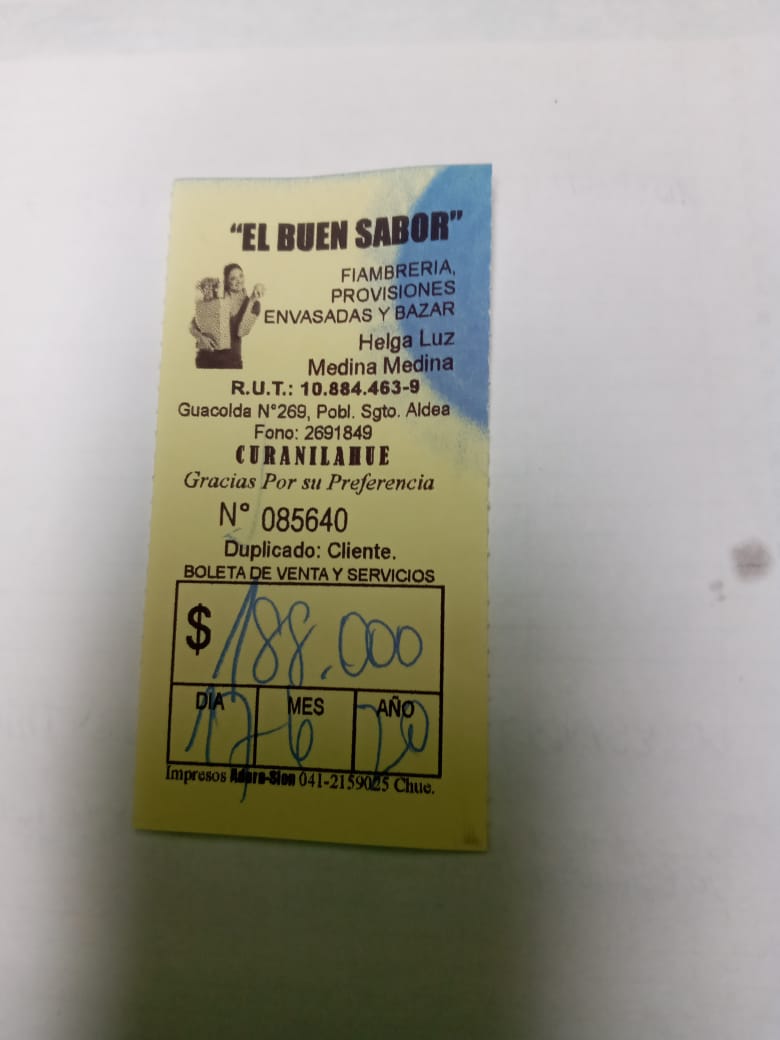 "EL BUEN SABOR"
FIAMBRERIA,
PROVISIONES
ENVASADAS Y BAZAR
Helga Luz
Medina Medina
R.U.T.: 10.884.463-9
Guacolda N°269, Pobl. Sgto. Aldea
Fono: 2691849
CURANILAHUE
Gracias Por su Preferencia
N° 085640
Duplicado: Cliente.
BOLETA DE VENTA Y SERVICIOS
$ 188.000
DIA MES AÑO
17-6 20
Impresos Adara-Sion 041-2159025 Chue.